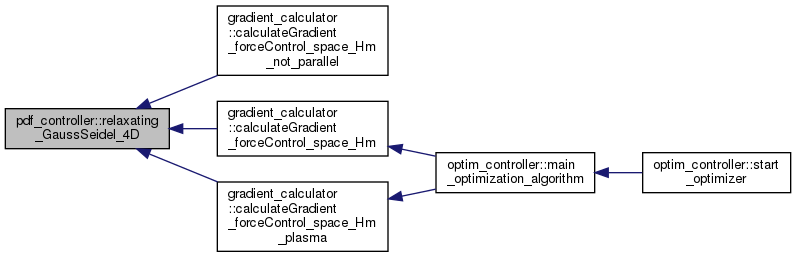 gradient_calculator
::calculateGradient
_forceControl_space_Hm
_not_parallel
pdf_controller::relaxating
_GaussSeidel_4D
gradient_calculator
::calculateGradient
_forceControl_space_Hm
optim_controller::main
_optimization_algorithm
optim_controller::start
_optimizer
gradient_calculator
::calculateGradient
_forceControl_space_Hm
_plasma